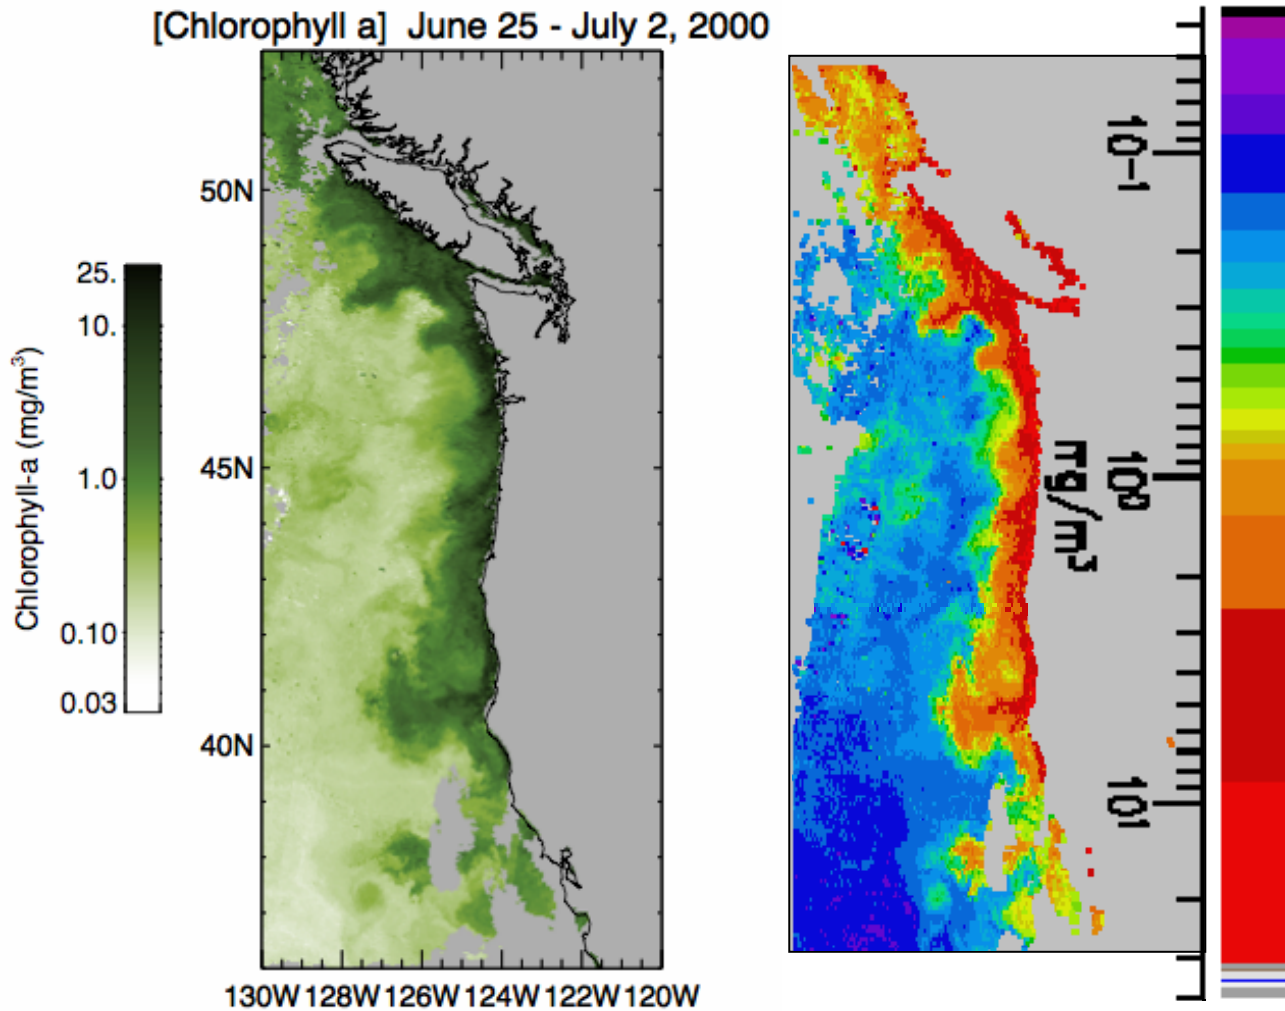 [Chlorophyll a] June 25 - July 2, 2000
50N
45N
40N
130W 128W 126W 124W 122W 120W
Chlorophyll-a (mg/m³)
25.
10.
1.0
0.10
0.03
10⁻¹
10⁰
mg/m³
10¹